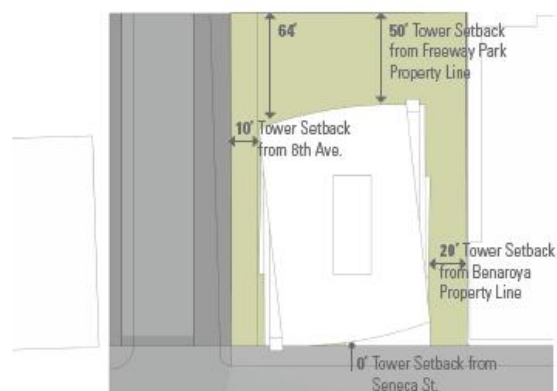 64'
50' Tower Setback
from Freeway Park
Property Line
10' Tower Setback
from 8th Ave.
20' Tower Setback
from Benaroya
Property Line
0' Tower Setback from
Seneca St.